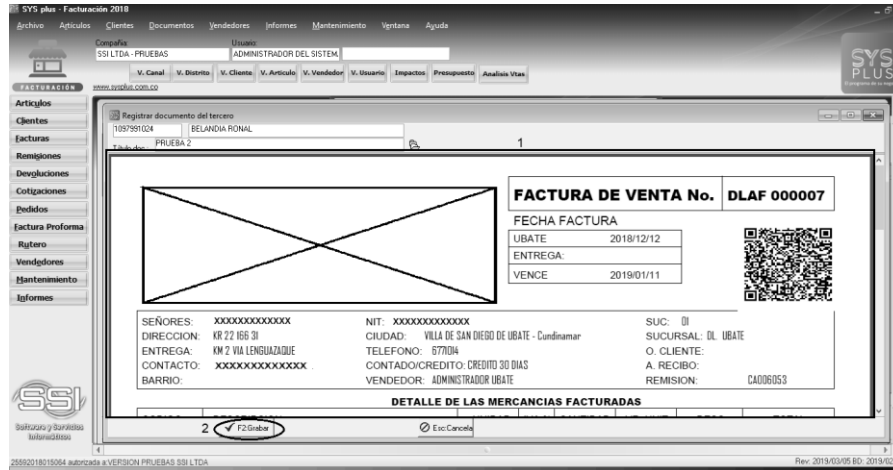 SYS plus - Facturación 2018
Archivo Artículos Clientes Documentos Vendedores Informes Mantenimiento Ventana Ayuda
Compañia: Usuario:
SSI LTDA - PRUEBAS ADMINISTRADOR DEL SISTEM.
V. Canal V. Distrito V. Cliente V. Articulo V. Vendedor V. Usuario Impactos Presupuesto Analisis Vtas
SYS PLUS
FACTURACIÓN www.sysplus.com.co
Articulos
Clientes
Facturas
Remisiones
Devoluciones
Cotizaciones
Pedidos
Factura Proforma
Rutero
Vendedores
Mantenimiento
Informes
SSI
Software y Servicios
Informáticos
Registrar documento del tercero
1097991024 BELANDIA RONAL
Título doc.: PRUEBA 2
1
FACTURA DE VENTA No. DLAF 000007
FECHA FACTURA
UBATE 2018/12/12
ENTREGA:
VENCE 2019/01/11
SEÑORES: XXXXXXXXXXXXX NIT: XXXXXXXXXXXXX SUC: 01
DIRECCION: KR 22 166 31 CIUDAD: VILLA DE SAN DIEGO DE UBATE - Cundinamar SUCURSAL: DL UBATE
ENTREGA: KM 2 VIA LENGUAZAQUE TELEFONO: 6771014 O. CLIENTE:
CONTACTO: XXXXXXXXXXXXX CONTADO/CREDITO: CREDITO 30 DIAS A. RECIBO:
BARRIO: VENDEDOR: ADMINISTRADOR UBATE REMISION: CA006053
DETALLE DE LAS MERCANCIAS FACTURADAS
2 F2:Grabar Esc:Cancela
25592018015064 autorizada a:VERSION PRUEBAS SSI LTDA Rev: 2019/03/05 BD: 2019/02